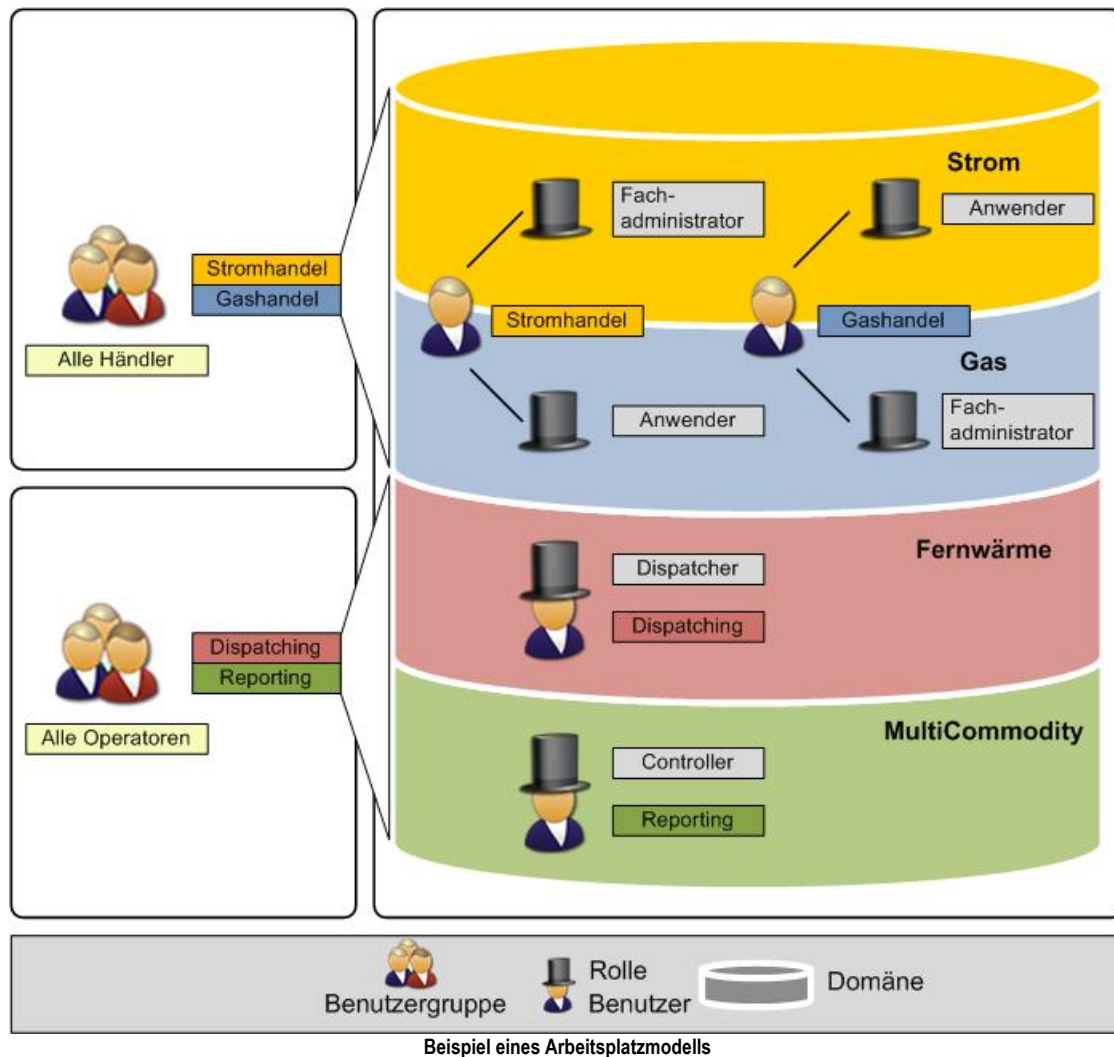 Strom
Fach-
administrator
Anwender
Stromhandel
Gashandel
Alle Händler
Stromhandel
Gashandel
Gas
Anwender
Fach-
administrator
Fernwärme
Dispatcher
Dispatching
Dispatching
Reporting
Alle Operatoren
MultiCommodity
Controller
Reporting
Benutzergruppe
Rolle
Benutzer
Domäne
Beispiel eines Arbeitsplatzmodells